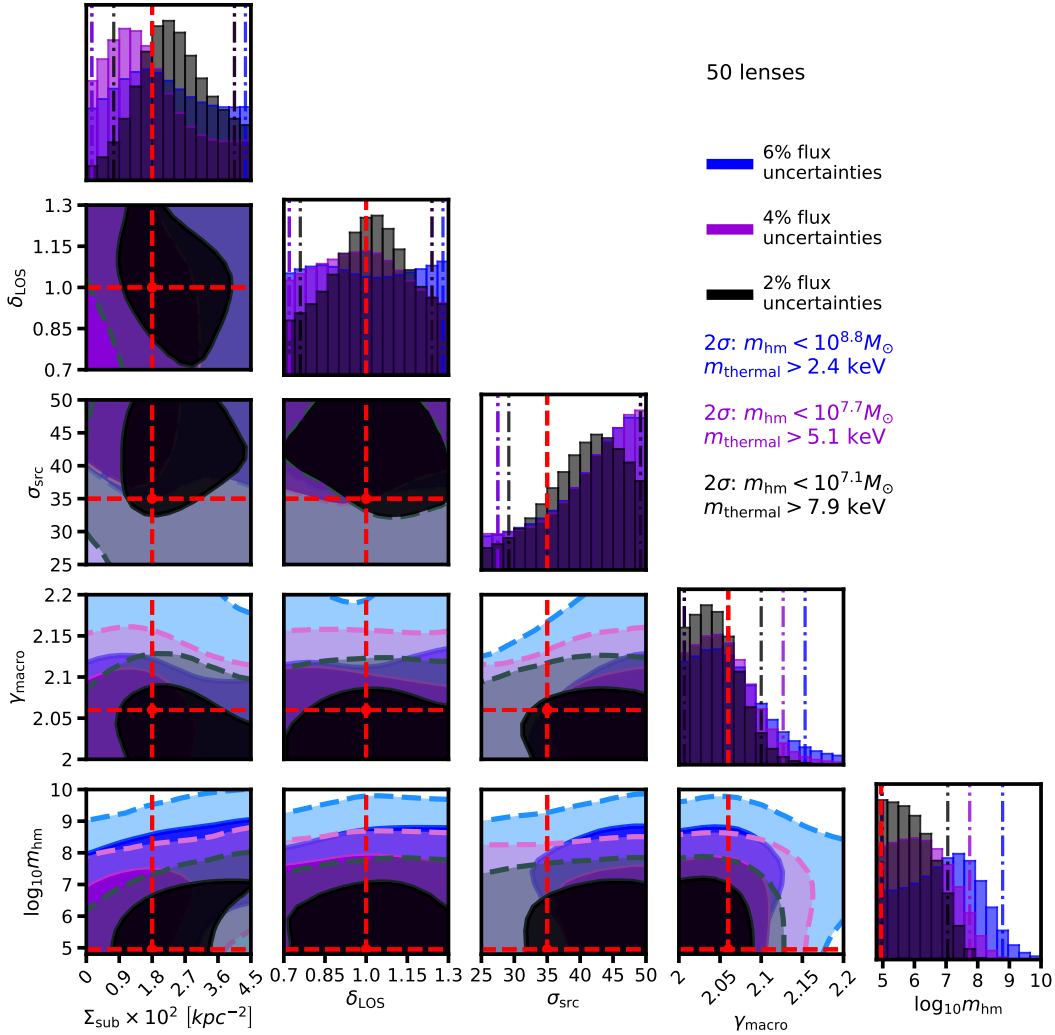 50 lenses
6% flux
uncertainties
4% flux
uncertainties
2% flux
uncertainties
2σ: m_hm < 10^8.8 M_⊙
m_thermal > 2.4 keV
2σ: m_hm < 10^7.7 M_⊙
m_thermal > 5.1 keV
2σ: m_hm < 10^7.1 M_⊙
m_thermal > 7.9 keV
δ_LOS
1.3
1.15
1.0
0.85
0.7
σ_src
50
45
40
35
30
25
γ_macro
2.2
2.15
2.1
2.05
2
log₁₀m_hm
10
9
8
7
6
5
0 0.9 1.8 2.7 3.6 4.5
Σ_sub × 10² [kpc⁻²]
0.7 0.85 1.0 1.15 1.3
δ_LOS
25 30 35 40 45 50
σ_src
2 2.05 2.1 2.15 2.2
γ_macro
5 6 7 8 9 10
log₁₀m_hm